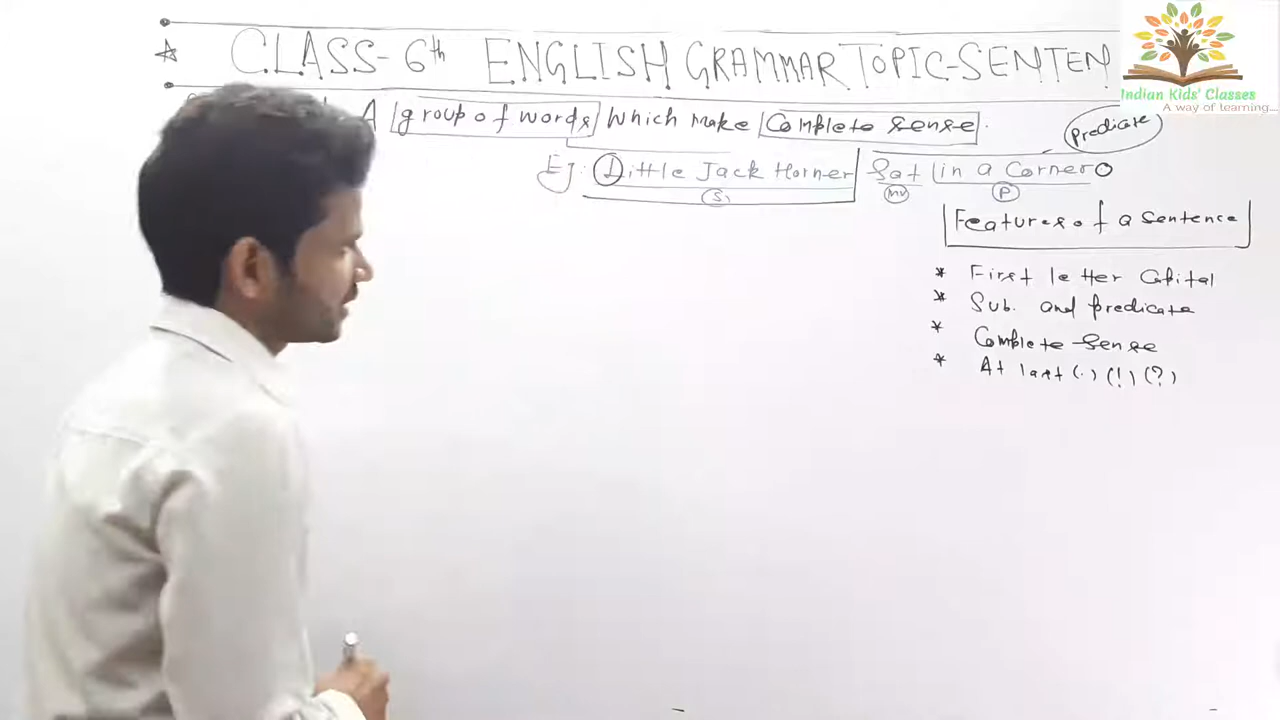 ☆ CLASS-6th ENGLISH GRAMMAR TOPIC-SENTEN
Indian Kids' Classes
A way of learning...
A group of words which make Complete sense.
predicate
Eg: Little Jack Horner Sat in a Corner.
(S) (MV) (P)
Features of a Sentence
* First letter Capital
* Sub. and predicate
* Complete Sense
* At last (.) (!) (?)